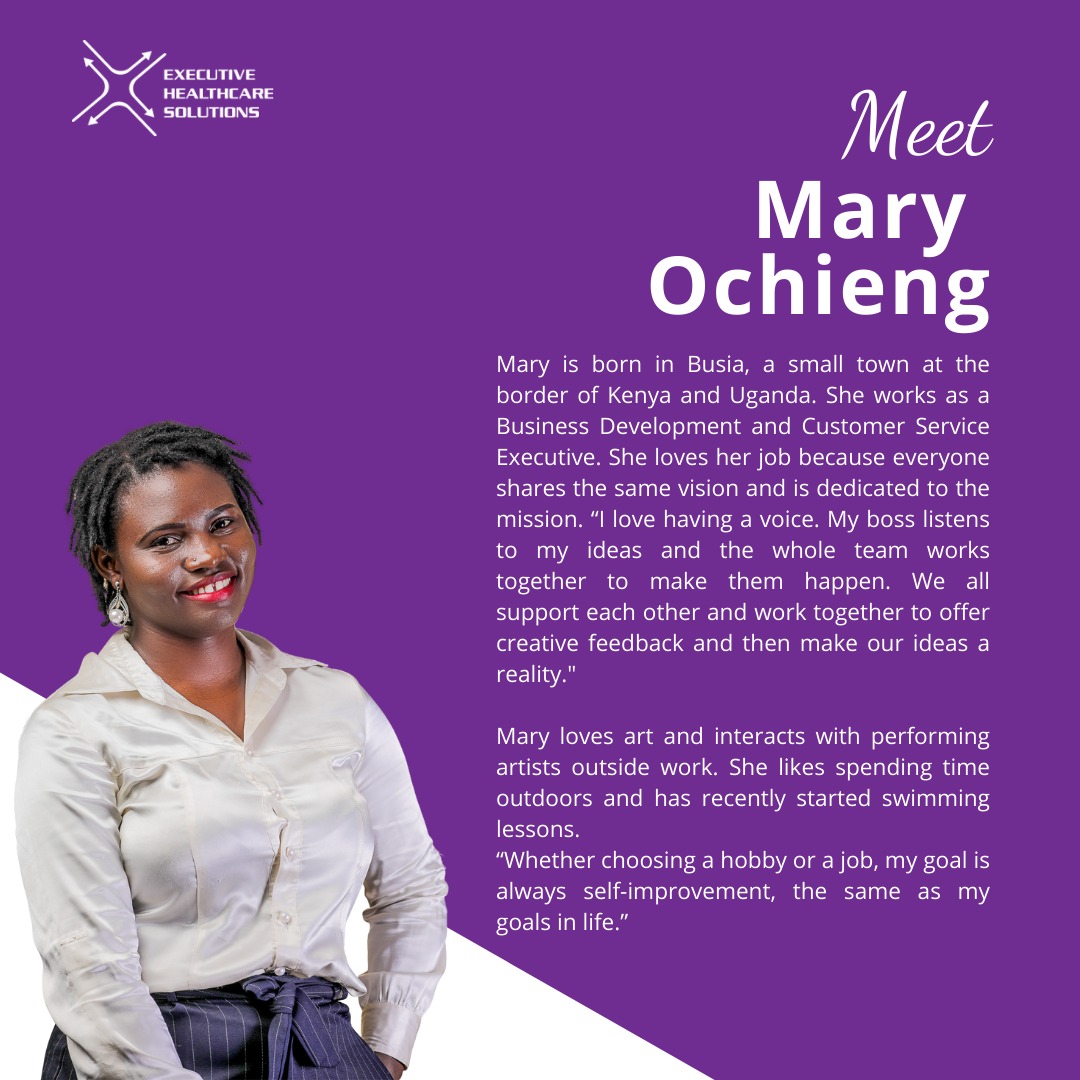 EXECUTIVE
HEALTHCARE
SOLUTIONS
Meet
Mary
Ochieng
Mary is born in Busia, a small town at the
border of Kenya and Uganda. She works as a
Business Development and Customer Service
Executive. She loves her job because everyone
shares the same vision and is dedicated to the
mission. “I love having a voice. My boss listens
to my ideas and the whole team works
together to make them happen. We all
support each other and work together to offer
creative feedback and then make our ideas a
reality."
Mary loves art and interacts with performing
artists outside work. She likes spending time
outdoors and has recently started swimming
lessons.
“Whether choosing a hobby or a job, my goal is
always self-improvement, the same as my
goals in life.”